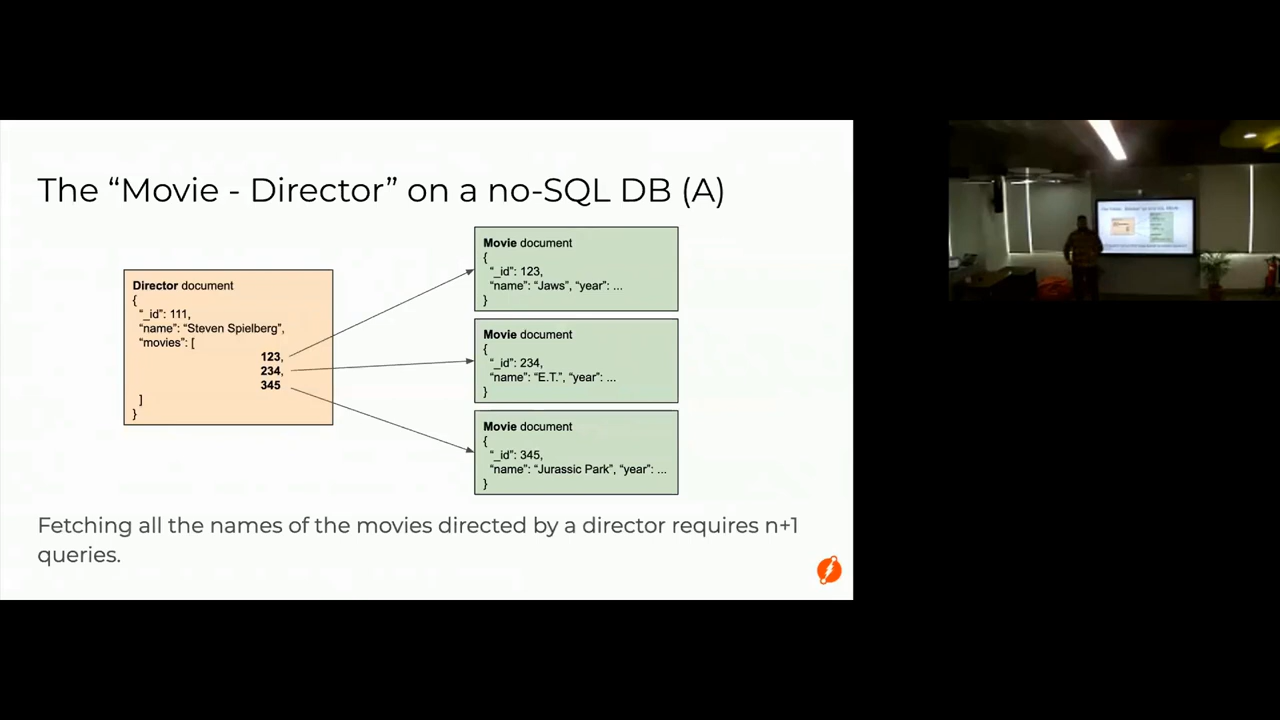 The “Movie - Director” on a no-SQL DB (A)
Director document
{
“_id”: 111,
“name”: “Steven Spielberg”,
“movies”: [
123,
234,
345
]
}
Movie document
{
“_id”: 123,
“name”: “Jaws”, “year”: ...
}
Movie document
{
“_id”: 234,
“name”: “E.T.”, “year”: ...
}
Movie document
{
“_id”: 345,
“name”: “Jurassic Park”, “year”: ...
}
Fetching all the names of the movies directed by a director requires n+1
queries.